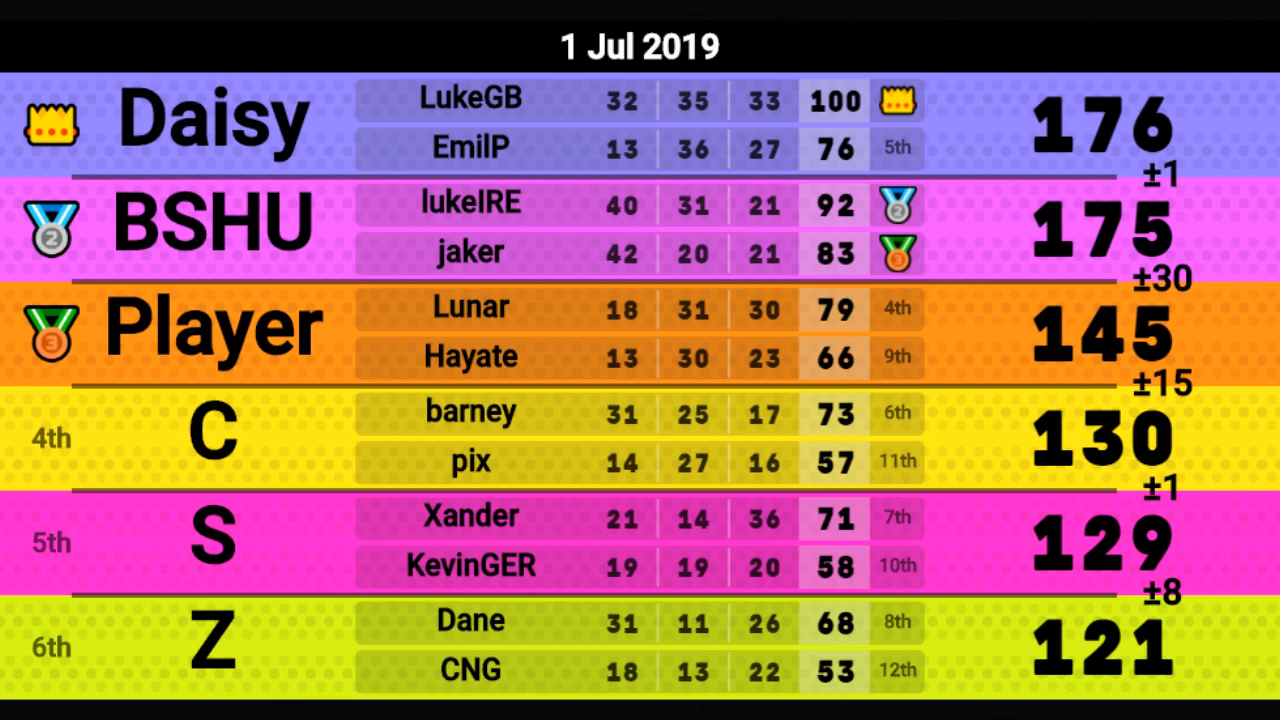 1 Jul 2019
Daisy LukeGB 32 35 33 100 176
EmilP 13 36 27 76 5th
±1
2 BSHU lukeIRE 40 31 21 92 2 175
jaker 42 20 21 83 3
±30
3 Player Lunar 18 31 30 79 4th 145
Hayate 13 30 23 66 9th
±15
4th C barney 31 25 17 73 6th 130
pix 14 27 16 57 11th
±1
5th S Xander 21 14 36 71 7th 129
KevinGER 19 19 20 58 10th
±8
6th Z Dane 31 11 26 68 8th 121
CNG 18 13 22 53 12th